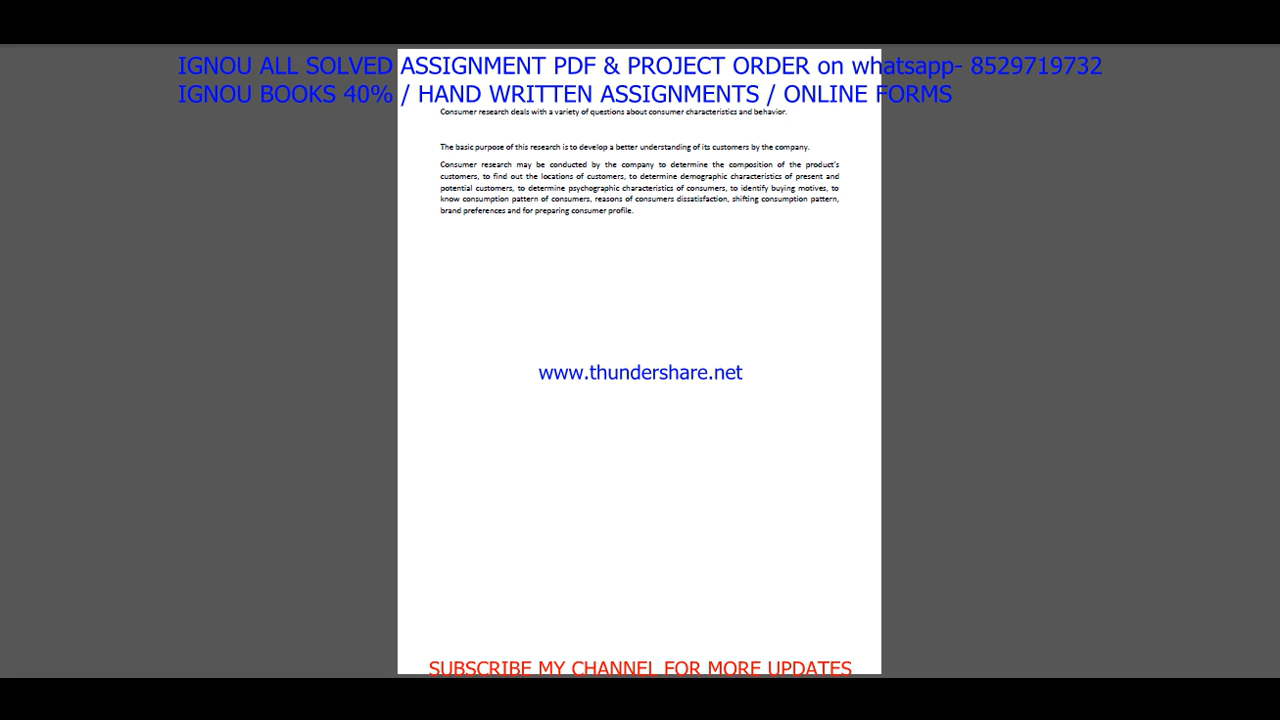 IGNOU ALL SOLVED ASSIGNMENT PDF & PROJECT ORDER on whatsapp- 8529719732
IGNOU BOOKS 40% / HAND WRITTEN ASSIGNMENTS / ONLINE FORMS
Consumer research deals with a variety of questions about consumer characteristics and behavior.
The basic purpose of this research is to develop a better understanding of its customers by the company.
Consumer research may be conducted by the company to determine the composition of the product's
customers, to find out the locations of customers, to determine demographic characteristics of present and
potential customers, to determine psychographic characteristics of consumers, to identify buying motives, to
know consumption pattern of consumers, reasons of consumers dissatisfaction, shifting consumption pattern,
brand preferences and for preparing consumer profile.
www.thundershare.net
SUBSCRIBE MY CHANNEL FOR MORE UPDATES